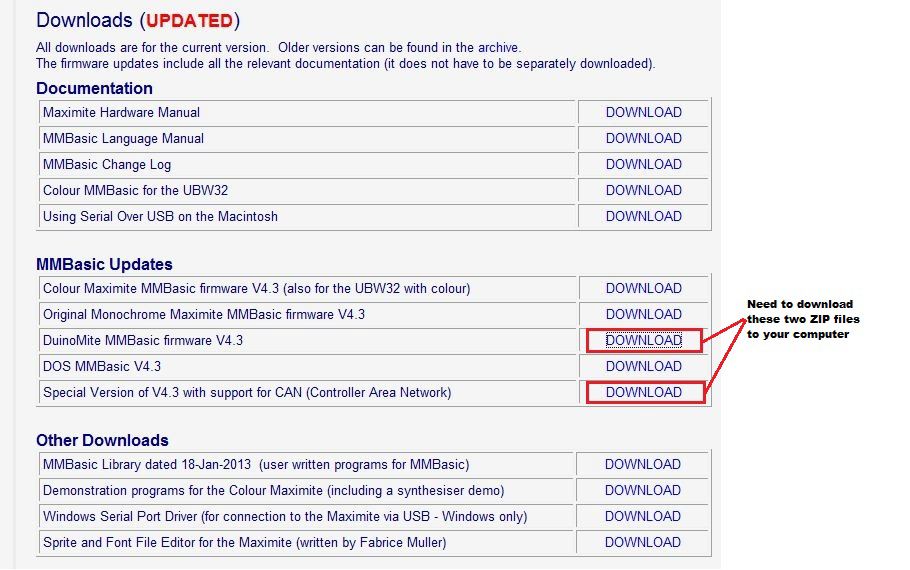 Downloads (UPDATED)
All downloads are for the current version.  Older versions can be found in the archive.
The firmware updates include all the relevant documentation (it does not have to be separately downloaded).
Documentation
Maximite Hardware Manual DOWNLOAD
MMBasic Language Manual DOWNLOAD
MMBasic Change Log DOWNLOAD
Colour MMBasic for the UBW32 DOWNLOAD
Using Serial Over USB on the Macintosh DOWNLOAD
MMBasic Updates
Colour Maximite MMBasic firmware V4.3 (also for the UBW32 with colour) DOWNLOAD
Original Monochrome Maximite MMBasic firmware V4.3 DOWNLOAD
DuinoMite MMBasic firmware V4.3 DOWNLOAD
DOS MMBasic V4.3 DOWNLOAD
Special Version of V4.3 with support for CAN (Controller Area Network) DOWNLOAD
Need to download
these two ZIP files
to your computer
Other Downloads
MMBasic Library dated 18-Jan-2013  (user written programs for MMBasic) DOWNLOAD
Demonstration programs for the Colour Maximite (including a synthesiser demo) DOWNLOAD
Windows Serial Port Driver (for connection to the Maximite via USB - Windows only) DOWNLOAD
Sprite and Font File Editor for the Maximite (written by Fabrice Muller) DOWNLOAD